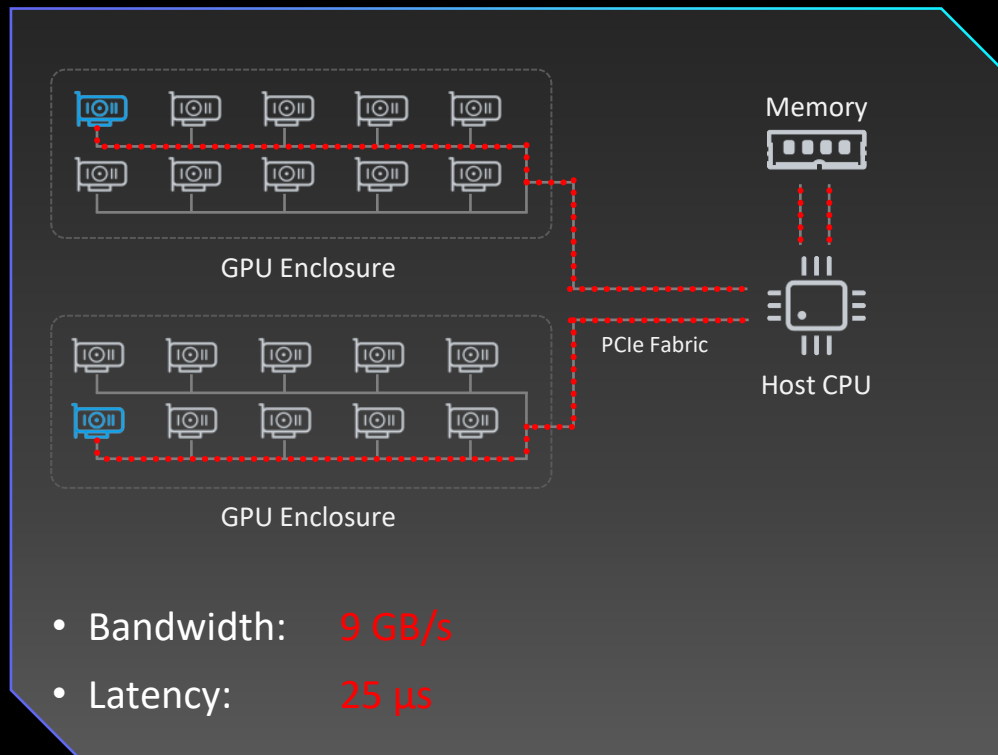 Memory
GPU Enclosure
PCIe Fabric
Host CPU
GPU Enclosure
• Bandwidth: 9 GB/s
• Latency: 25 µs